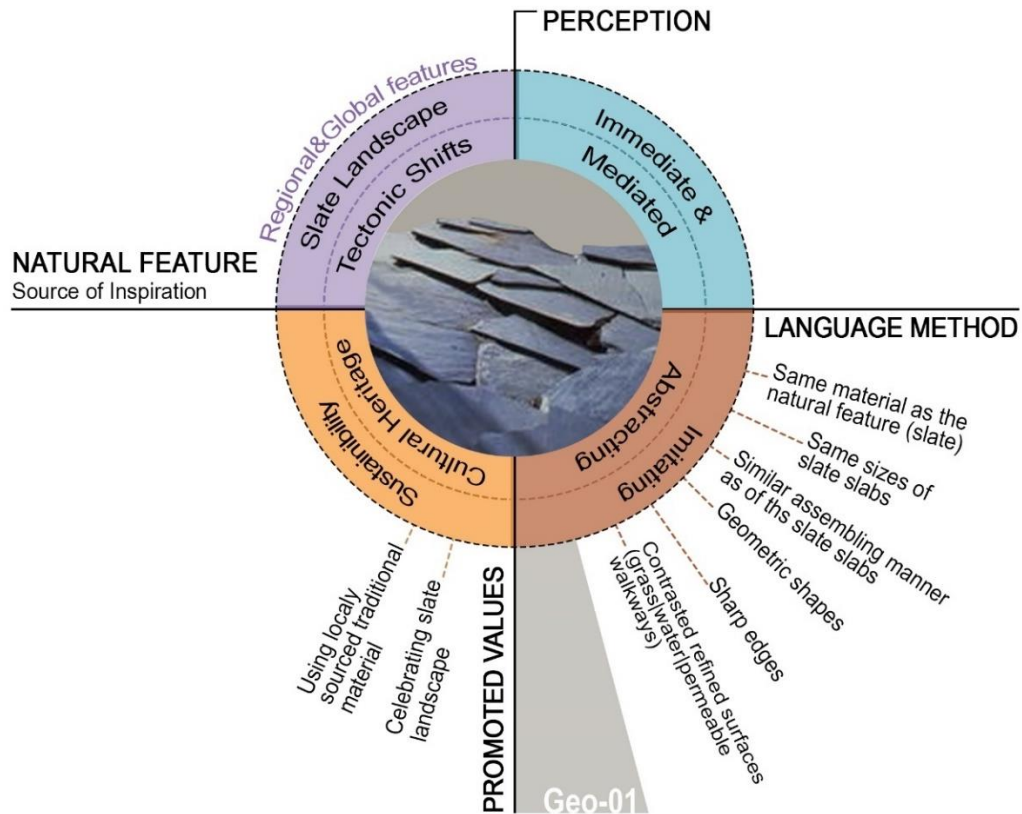 PERCEPTION
Regional&Global features
Slate Landscape
Tectonic Shifts
Immediate &
Mediated
NATURAL FEATURE
Source of Inspiration
LANGUAGE METHOD
Cultural Heritage
Sustainibility
Abstracting
Imitating
Same material as the
natural feature (slate)
Same sizes of
slate slabs
Similar assembling manner
as of ths slate slabs
Geometric shapes
Sharp edges
Contrasted refined surfaces
(grass|water|permeable
walkways)
Using localy
sourced traditional
material
Celebrating slate
landscape
PROMOTED VALUES
Geo-01